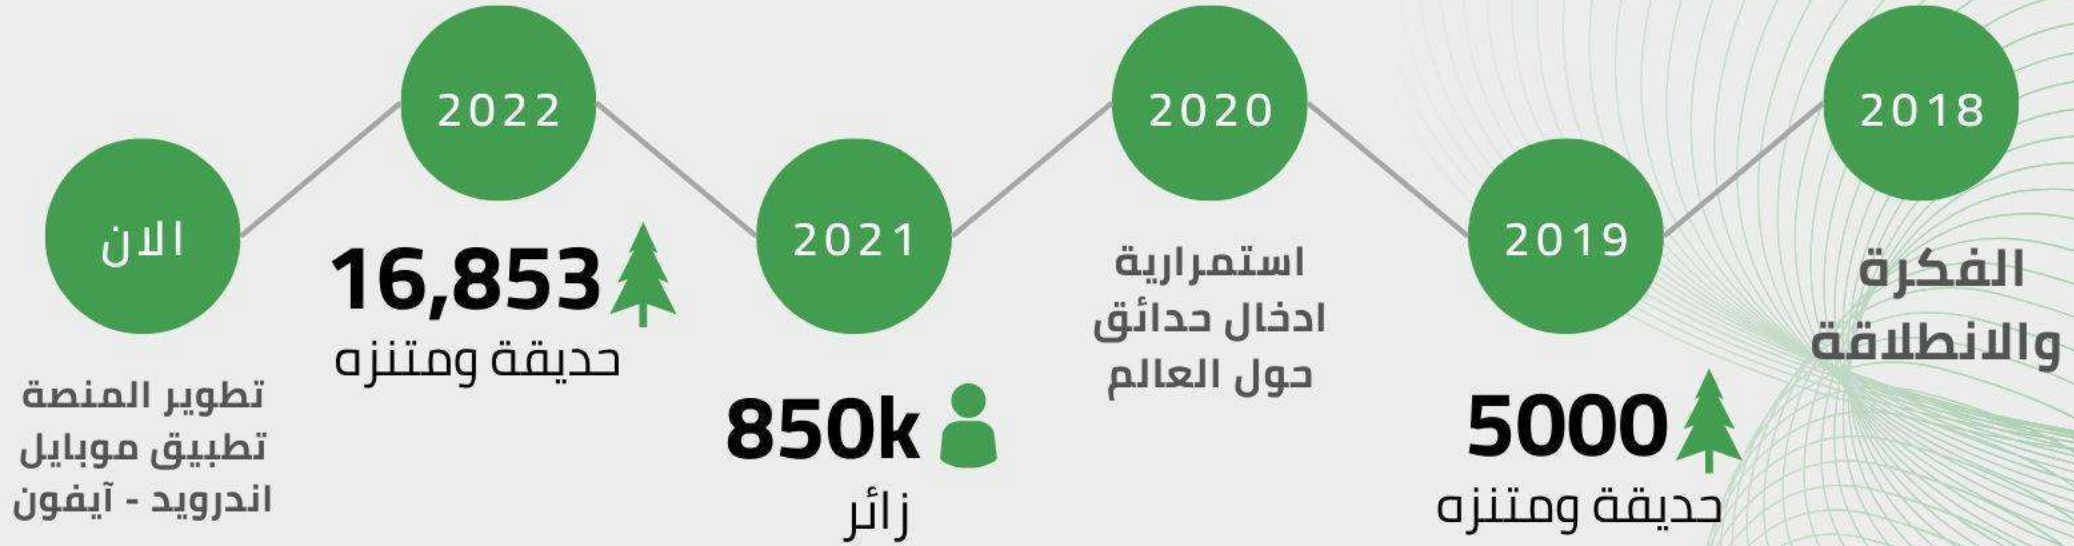 2018
الفكرة
والانطلاقة
2019
5000
حديقة ومتنزه
2020
استمرارية
ادخال حدائق
حول العالم
2021
850k
زائر
2022
16,853
حديقة ومتنزه
الان
تطوير المنصة
تطبيق موبايل
اندرويد - آيفون